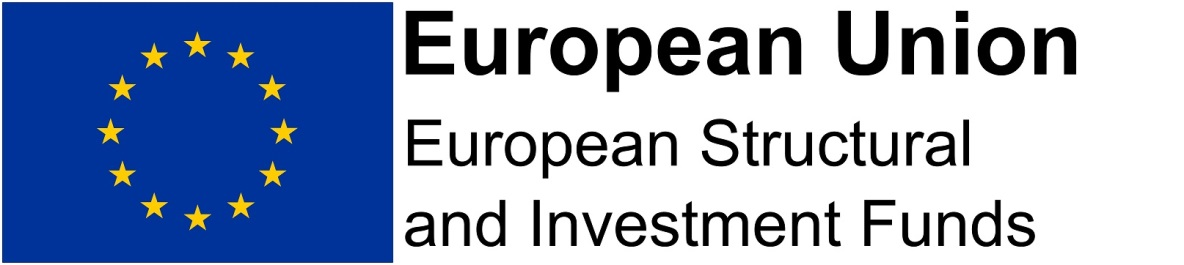 European Union
European Structural
and Investment Funds